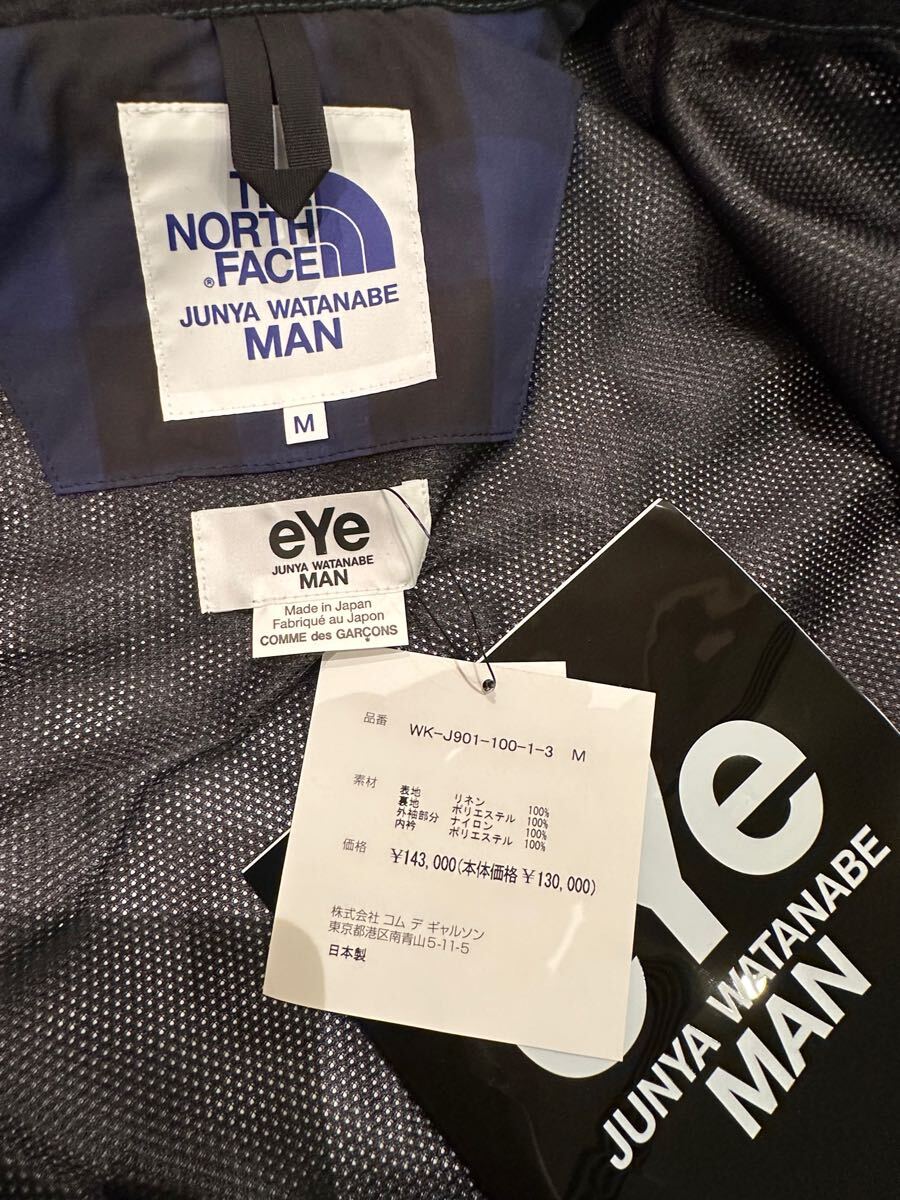 THE
NORTH
FACE
®
JUNYA WATANABE
MAN
M
eYe
JUNYA WATANABE
MAN
Made in Japan
Fabriqué au Japon
COMME des GARÇONS
品番 WK-J901-100-1-3 M
素材 表地 リネン 100%
裏地 ポリエステル 100%
外袖部分 ナイロン 100%
内衿 ポリエステル 100%
価格 ¥143,000(本体価格 ¥130,000)
株式会社 コム デ ギャルソン
東京都港区南青山5-11-5
日本製
eYe
JUNYA WATANABE
MAN